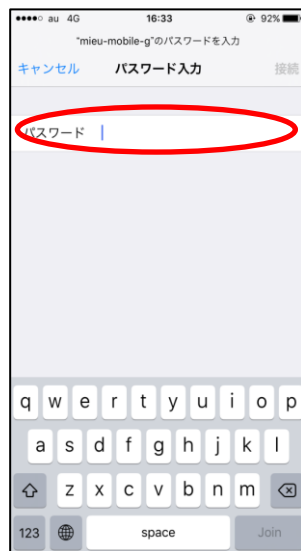 au 4G 16:33 92%
"mieu-mobile-g"のパスワードを入力
キャンセル パスワード入力 接続
パスワード
q w e r t y u i o p
a s d f g h j k l
z x c v b n m
123 space Join